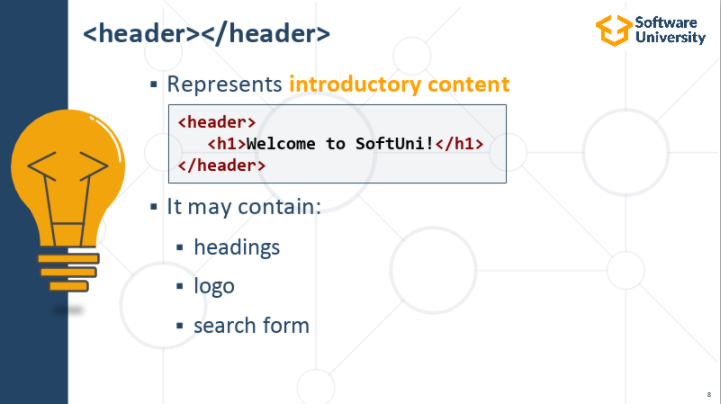 <header></header>
Software
University
▪ Represents introductory content
<header>
<h1>Welcome to SoftUni!</h1>
</header>
▪ It may contain:
▪ headings
▪ logo
▪ search form
8